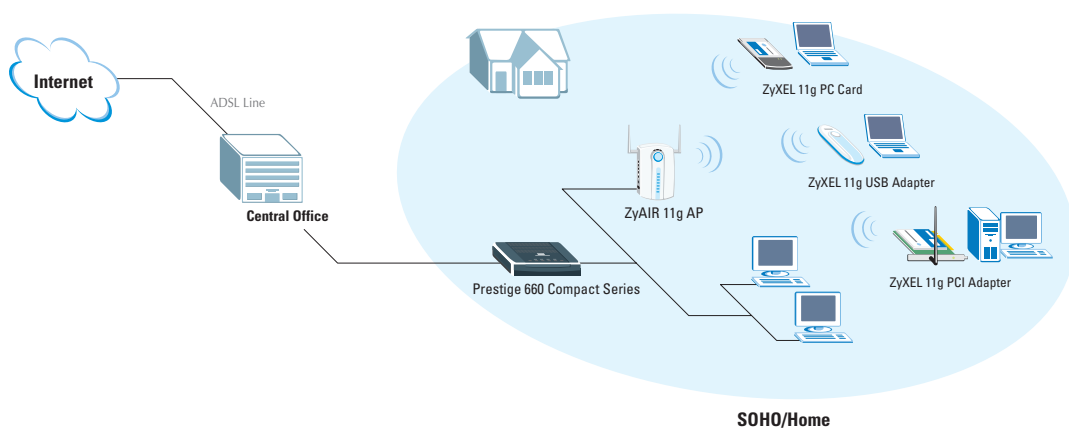 Internet
ADSL Line
Central Office
Prestige 660 Compact Series
ZyAIR 11g AP
ZyXEL 11g PC Card
ZyXEL 11g USB Adapter
ZyXEL 11g PCI Adapter
SOHO/Home